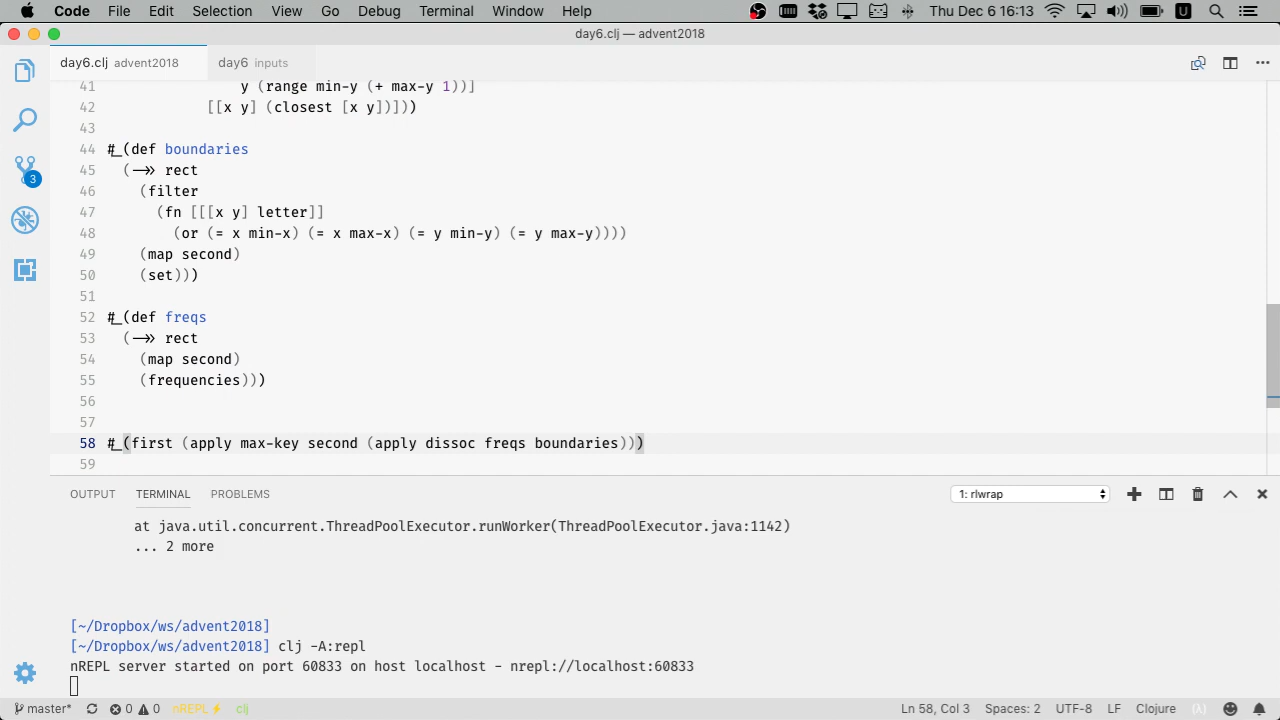 Code File Edit Selection View Go Debug Terminal Window Help Thu Dec 6 16:13 U
day6.clj — advent2018
day6.clj advent2018 day6 inputs
41 y (range min-y (+ max-y 1))]
42 [[x y] (closest [x y])]))
43
44 #_(def boundaries
45 (->> rect
46 (filter
47 (fn [[[x y] letter]]
48 (or (= x min-x) (= x max-x) (= y min-y) (= y max-y))))
49 (map second)
50 (set)))
51
52 #_(def freqs
53 (->> rect
54 (map second)
55 (frequencies)))
56
57
58 #_(first (apply max-key second (apply dissoc freqs boundaries)))
59
3
OUTPUT TERMINAL PROBLEMS 1: rlwrap
at java.util.concurrent.ThreadPoolExecutor.runWorker(ThreadPoolExecutor.java:1142)
... 2 more
[~/Dropbox/ws/advent2018]
[~/Dropbox/ws/advent2018] clj -A:repl
nREPL server started on port 60833 on host localhost - nrepl://localhost:60833
master* 0 0 nREPL⚡ clj Ln 58, Col 3 Spaces: 2 UTF-8 LF Clojure (λ)